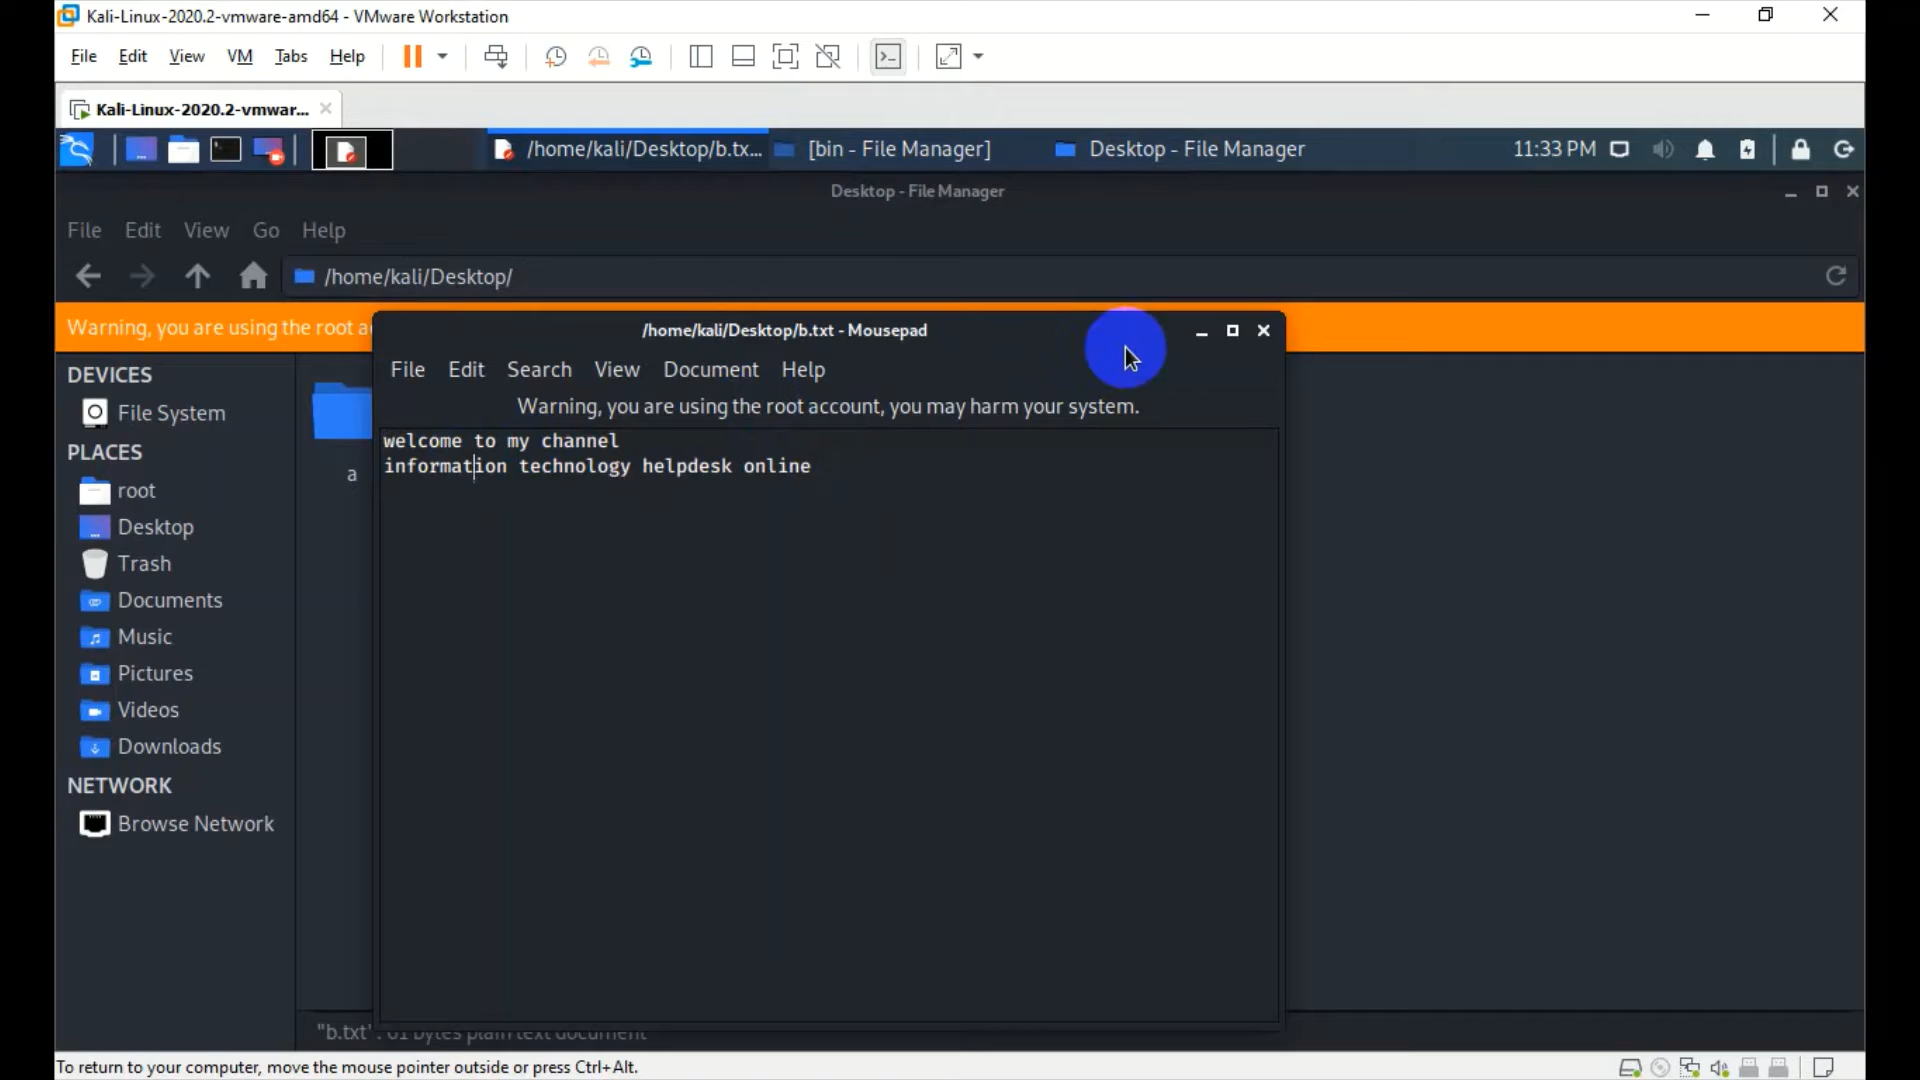 Kali-Linux-2020.2-vmware-amd64 - VMware Workstation
File Edit View VM Tabs Help
Kali-Linux-2020.2-vmwar...
/home/kali/Desktop/b.tx... [bin - File Manager] Desktop - File Manager 11:33 PM
Desktop - File Manager
File Edit View Go Help
/home/kali/Desktop/
Warning, you are using the root a
/home/kali/Desktop/b.txt - Mousepad
File Edit Search View Document Help
Warning, you are using the root account, you may harm your system.
welcome to my channel
information technology helpdesk online
DEVICES
File System
PLACES
root
Desktop
Trash
Documents
Music
Pictures
Videos
Downloads
NETWORK
Browse Network
a
"b.txt": 61 bytes plain text document
To return to your computer, move the mouse pointer outside or press Ctrl+Alt.